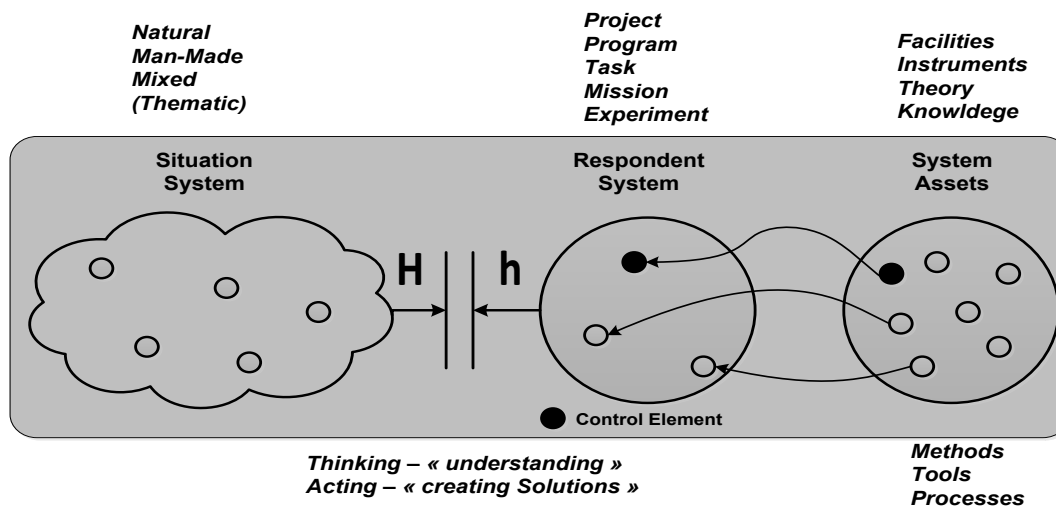 Natural
Man-Made
Mixed
(Thematic)
Project
Program
Task
Mission
Experiment
Facilities
Instruments
Theory
Knowldege
Situation
System
Respondent
System
System
Assets
H
h
Control Element
Thinking – « understanding »
Acting – « creating Solutions »
Methods
Tools
Processes